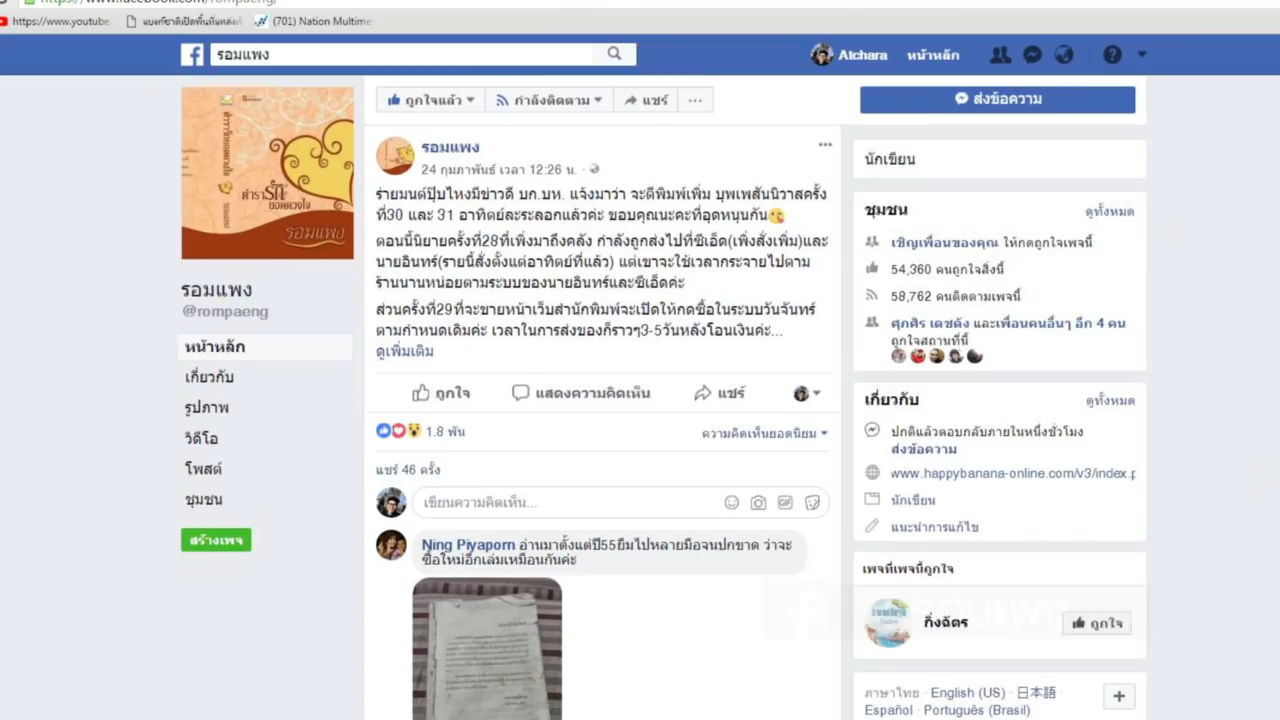 https://www.facebook.com/rompaeng/
https://www.youtube
แบงก์ชาติเปิดพื้นที่แหล่งเ
(701) Nation Multime
รอมแพง
Atchara
หน้าหลัก
ถูกใจแล้ว
กำลังติดตาม
แชร์
ส่งข้อความ
ตำรารัก
ยอดดวงใจ
รอมแพง
รอมแพง
@rompaeng
หน้าหลัก
เกี่ยวกับ
รูปภาพ
วิดีโอ
โพสต์
ชุมชน
สร้างเพจ
รอมแพง
24 กุมภาพันธ์ เวลา 12:26 น.
ร่ายมนต์ปุ๊บไหงมีข่าวดี บก.บห. แจ้งมาว่า จะตีพิมพ์เพิ่ม บุพเพสันนิวาสครั้ง
ที่30 และ 31 อาทิตย์ละระลอกแล้วค่ะ ขอบคุณนะคะที่อุดหนุนกัน😘
ตอนนี้นิยายครั้งที่28ที่เพิ่งมาถึงคลัง กำลังถูกส่งไปที่ซีเอ็ด(เพิ่งสั่งเพิ่ม)และ
นายอินทร์(รายนี้สั่งตั้งแต่อาทิตย์ที่แล้ว) แต่เขาจะใช้เวลากระจายไปตาม
ร้านนานหน่อยตามระบบของนายอินทร์และซีเอ็ดค่ะ
ส่วนครั้งที่29ที่จะขายหน้าเว็บสำนักพิมพ์จะเปิดให้กดซื้อในระบบวันจันทร์
ตามกำหนดเดิมค่ะ เวลาในการส่งของก็ราวๆ3-5วันหลังโอนเงินค่ะ...
ดูเพิ่มเติม
ถูกใจ
แสดงความคิดเห็น
แชร์
1.8 พัน
ความคิดเห็นยอดนิยม
แชร์ 46 ครั้ง
เขียนความคิดเห็น...
Ning Piyaporn อ่านมาตั้งแต่ปี55ยืมไปหลายมือจนปกขาด ว่าจะ
ซื้อใหม่อีกเล่มเหมือนกันค่ะ
นักเขียน
ชุมชน
ดูทั้งหมด
เชิญเพื่อนของคุณ ให้กดถูกใจเพจนี้
54,360 คนถูกใจสิ่งนี้
58,762 คนติดตามเพจนี้
ศุภศิร เดชดัง และเพื่อนคนอื่นๆ อีก 4 คน
ถูกใจสถานที่นี้
เกี่ยวกับ
ดูทั้งหมด
ปกติแล้วตอบกลับภายในหนึ่งชั่วโมง
ส่งข้อความ
www.happybanana-online.com/v3/index.p
นักเขียน
แนะนำการแก้ไข
เพจที่เพจนี้ถูกใจ
กิ่งฉัตร
ถูกใจ
ภาษาไทย · English (US) · 日本語 ·
Español · Português (Brasil)